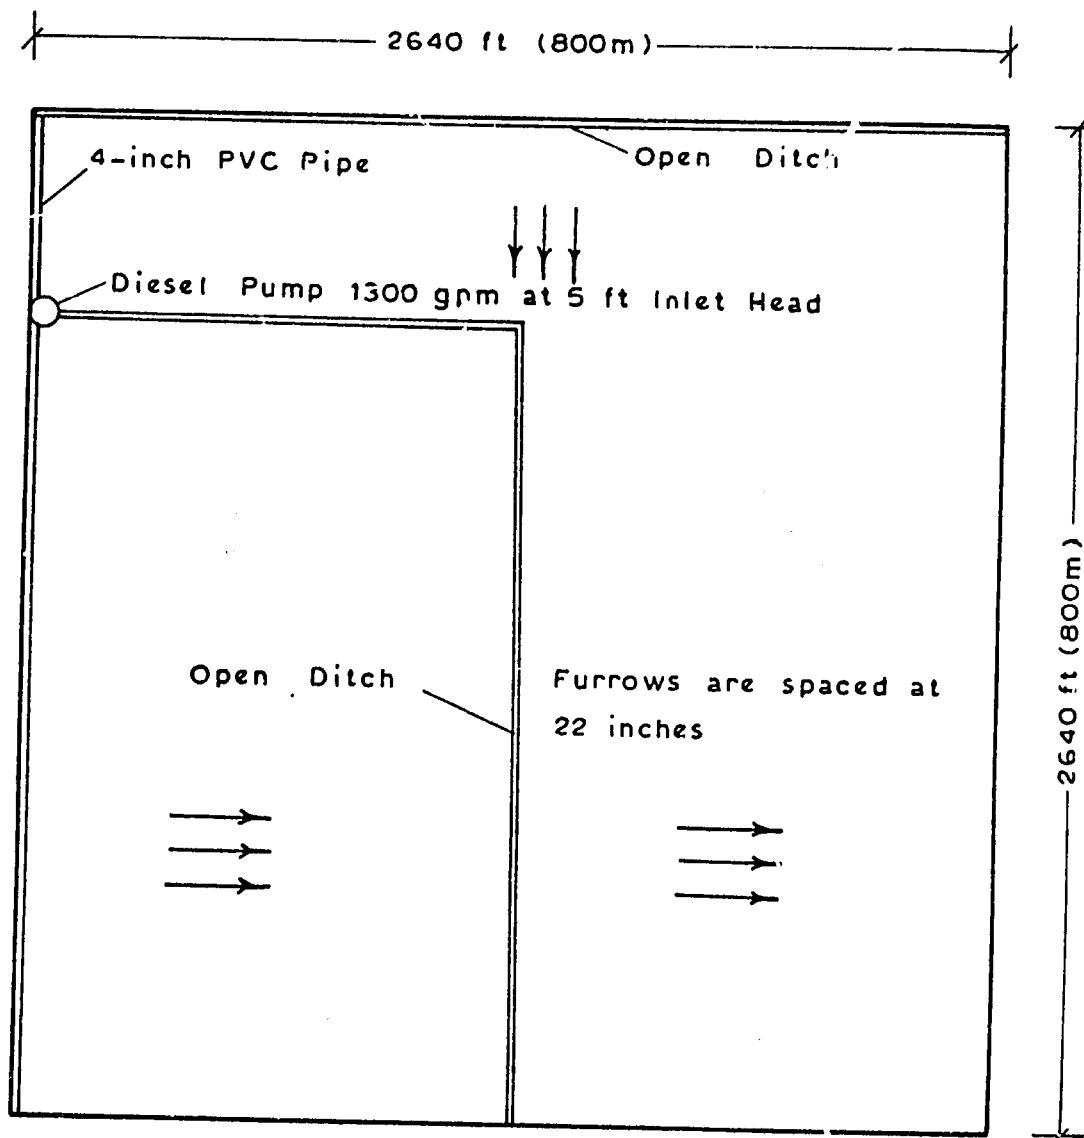 2640 ft (800m)
4-inch PVC Pipe
Open Ditch
Diesel Pump 1300 gpm at 5 ft Inlet Head
2640 ft (800m)
Open Ditch
Furrows are spaced at
22 inches